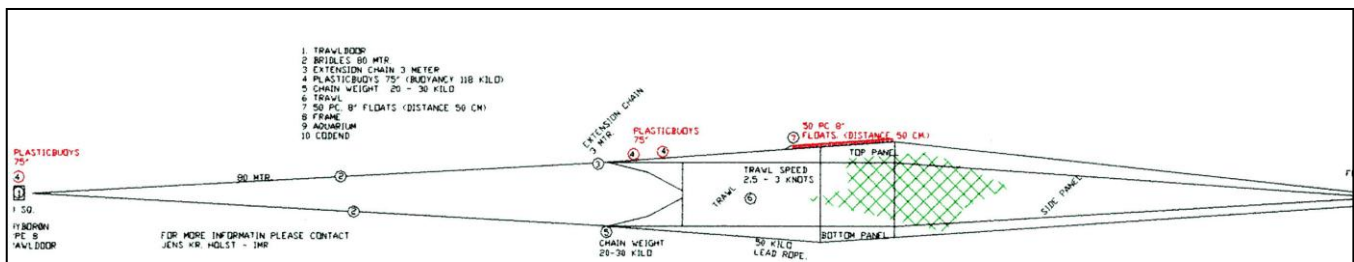 1. TRAWLDOOR
2 BRIDLES 80 MTR.
3 EXTENSION CHAIN 3 METER
4 PLASTICBUOYS 75" (BUOYANCY 118 KILO)
5 CHAIN WEIGHT 20 - 30 KILO
6 TRAWL
7 50 PC. 8" FLOATS (DISTANCE 50 CM)
8 FRAME
9 AQUARIUM
10 CODEND
PLASTICBUOYS
75"
4
1
SQ.
YBORØN
PE 8
AWLDOOR
80 MTR.
2
2
FOR MORE INFORMATIN PLEASE CONTACT
JENS KR. HOLST - IMR
EXTENSION CHAIN
3 MTR.
3
PLASTICBUOYS
75"
4
4
5
CHAIN WEIGHT
20-30 KILO
TRAWL
TRAWL SPEED
2.5 - 3 KNOTS
6
7
50 PC 8"
FLOATS. (DISTANCE 50 CM)
TOP PANEL
BOTTOM PANEL
50 KILO
LEAD ROPE.
SIDE PANEL
F